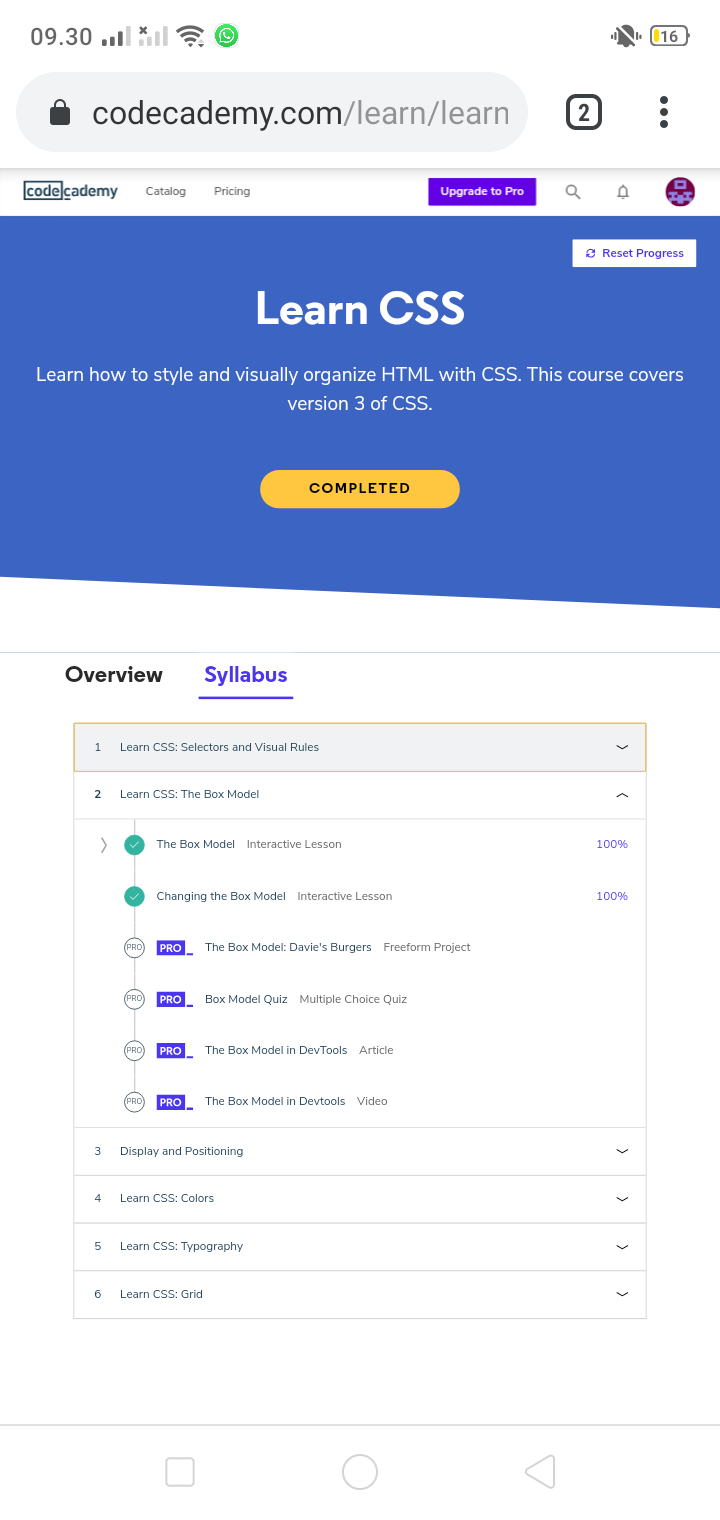 09.30
16
codecademy.com/learn/learn
2
codecademy Catalog Pricing Upgrade to Pro
Reset Progress
Learn CSS
Learn how to style and visually organize HTML with CSS. This course covers
version 3 of CSS.
COMPLETED
Overview Syllabus
1 Learn CSS: Selectors and Visual Rules
2 Learn CSS: The Box Model
The Box Model Interactive Lesson 100%
Changing the Box Model Interactive Lesson 100%
PRO PRO_ The Box Model: Davie's Burgers Freeform Project
PRO PRO_ Box Model Quiz Multiple Choice Quiz
PRO PRO_ The Box Model in DevTools Article
PRO PRO_ The Box Model in Devtools Video
3 Display and Positioning
4 Learn CSS: Colors
5 Learn CSS: Typography
6 Learn CSS: Grid